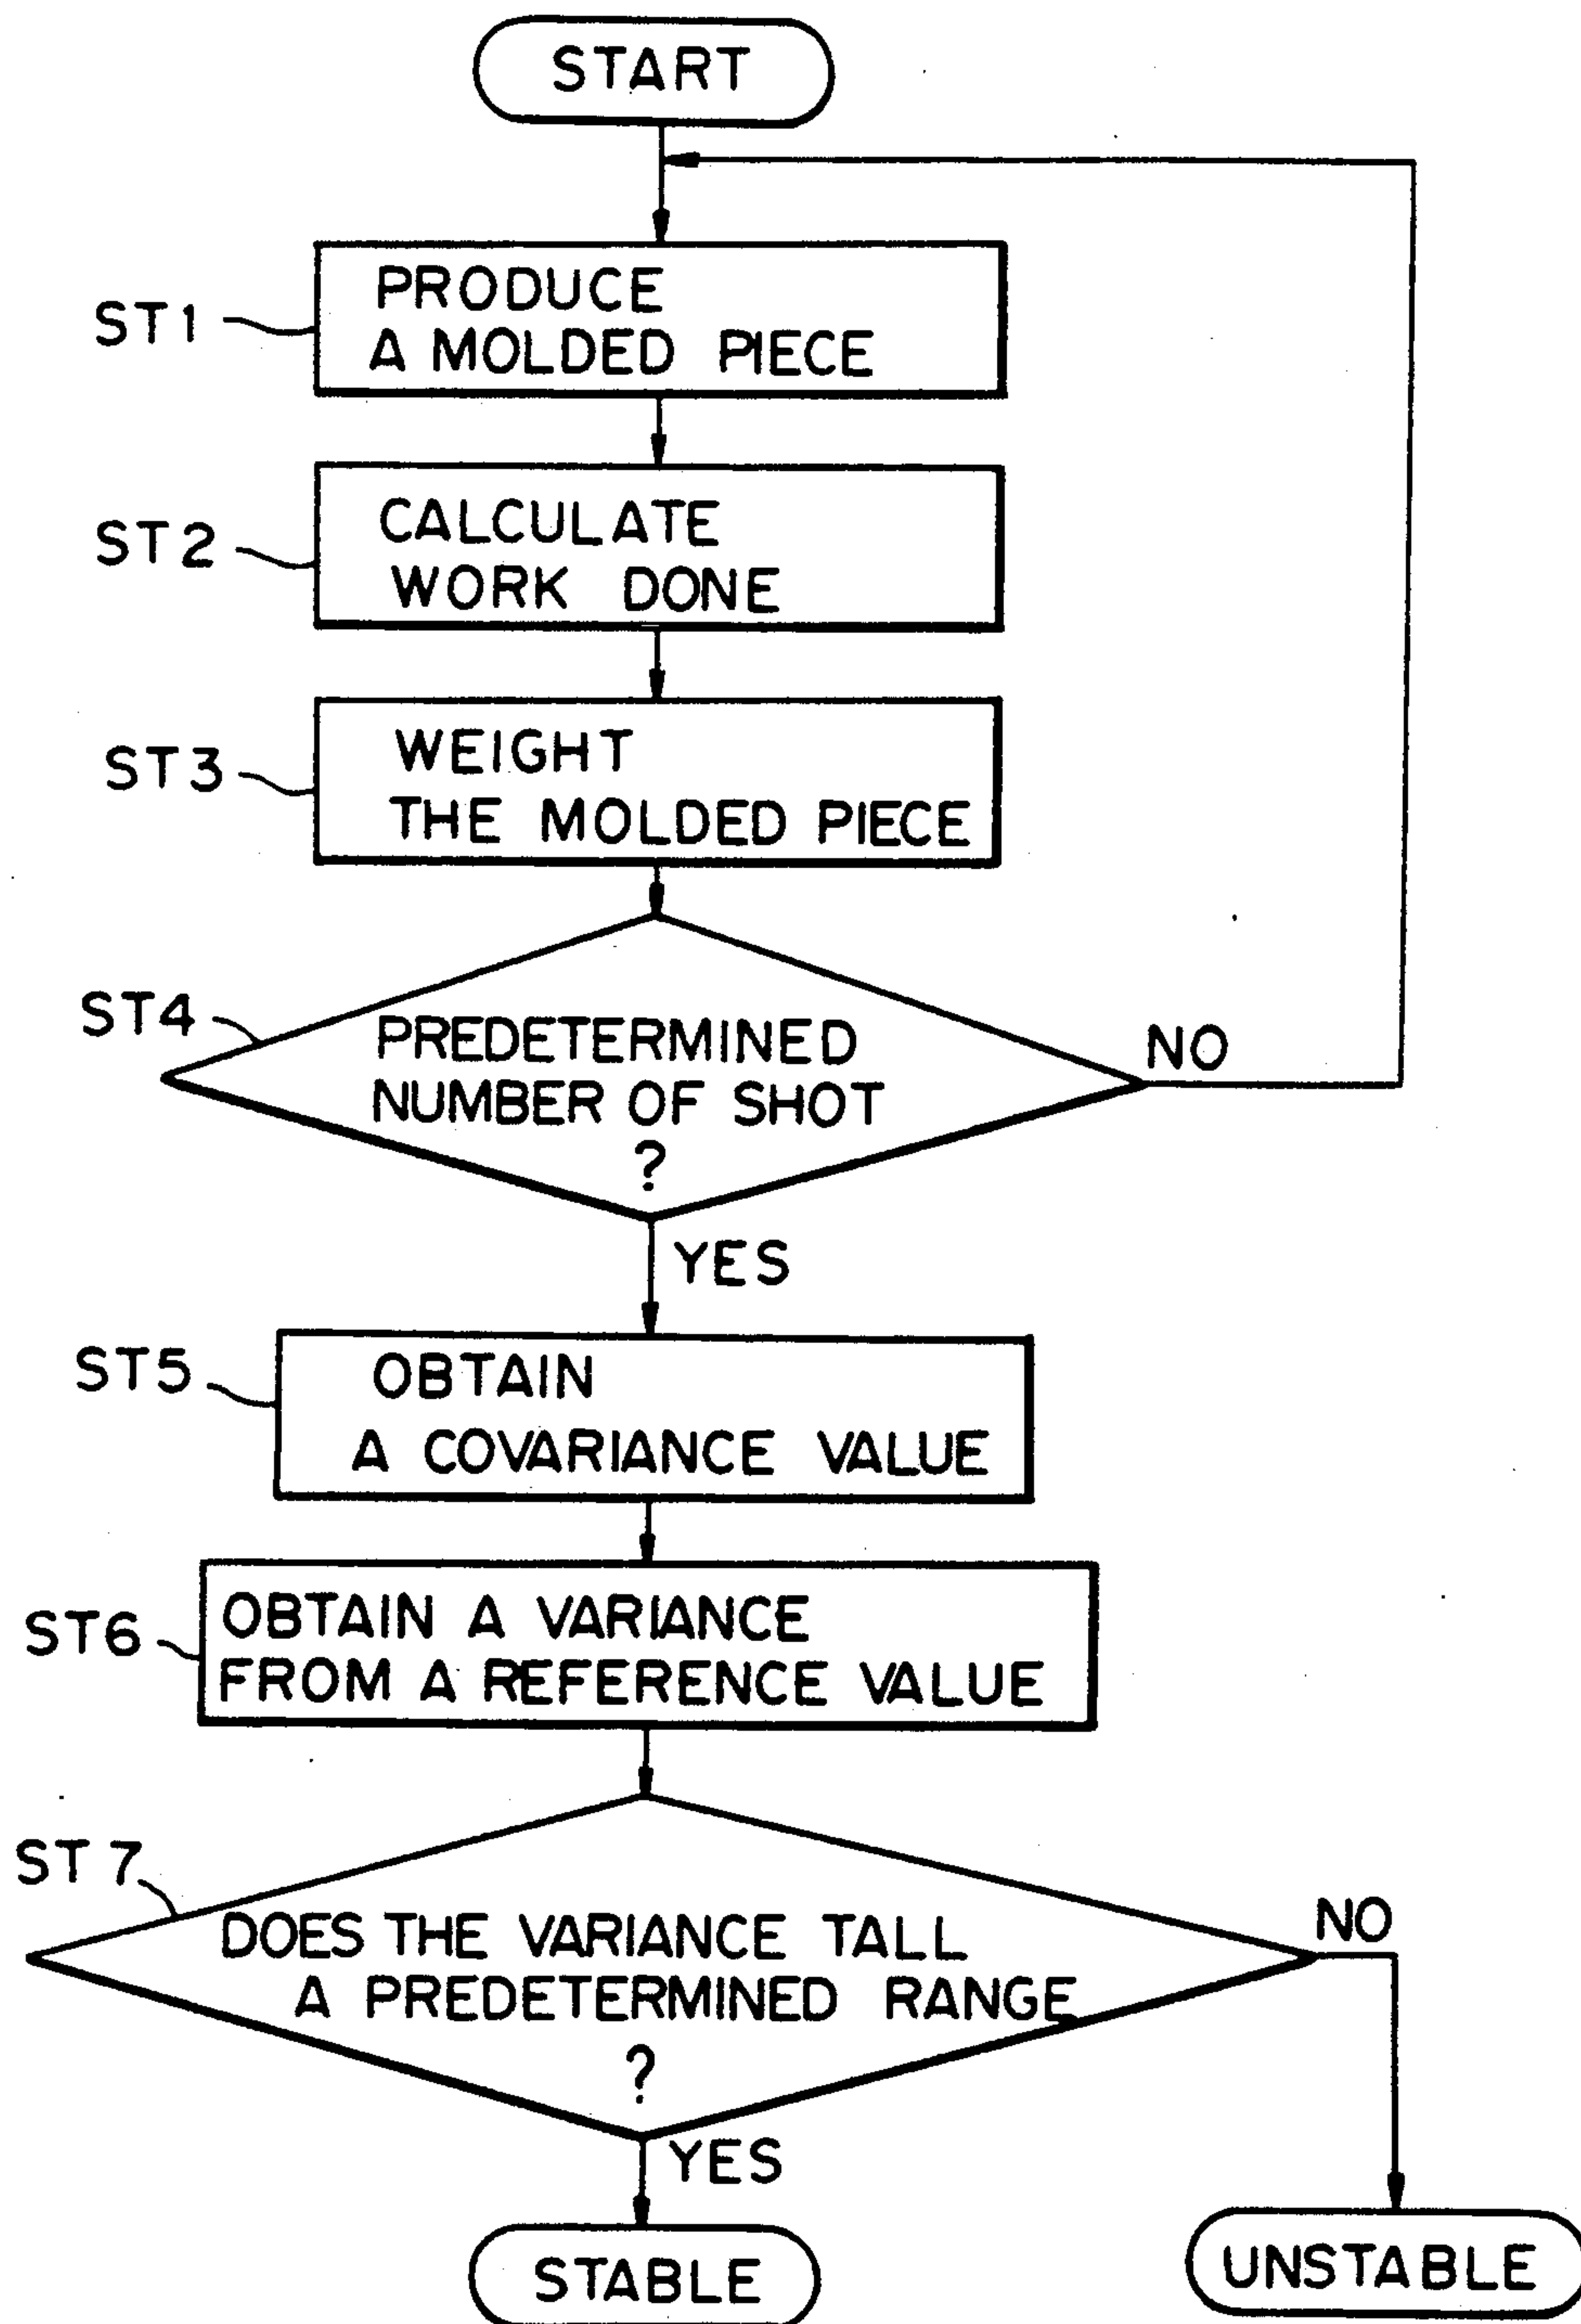 START
ST1
PRODUCE
A MOLDED PIECE
ST2
CALCULATE
WORK DONE
ST3
WEIGHT
THE MOLDED PIECE
ST4
PREDETERMINED
NUMBER OF SHOT
?
NO
YES
ST5
OBTAIN
A COVARIANCE VALUE
ST6
OBTAIN A VARIANCE
FROM A REFERENCE VALUE
ST7
DOES THE VARIANCE TALL
A PREDETERMINED RANGE
?
NO
YES
STABLE
UNSTABLE